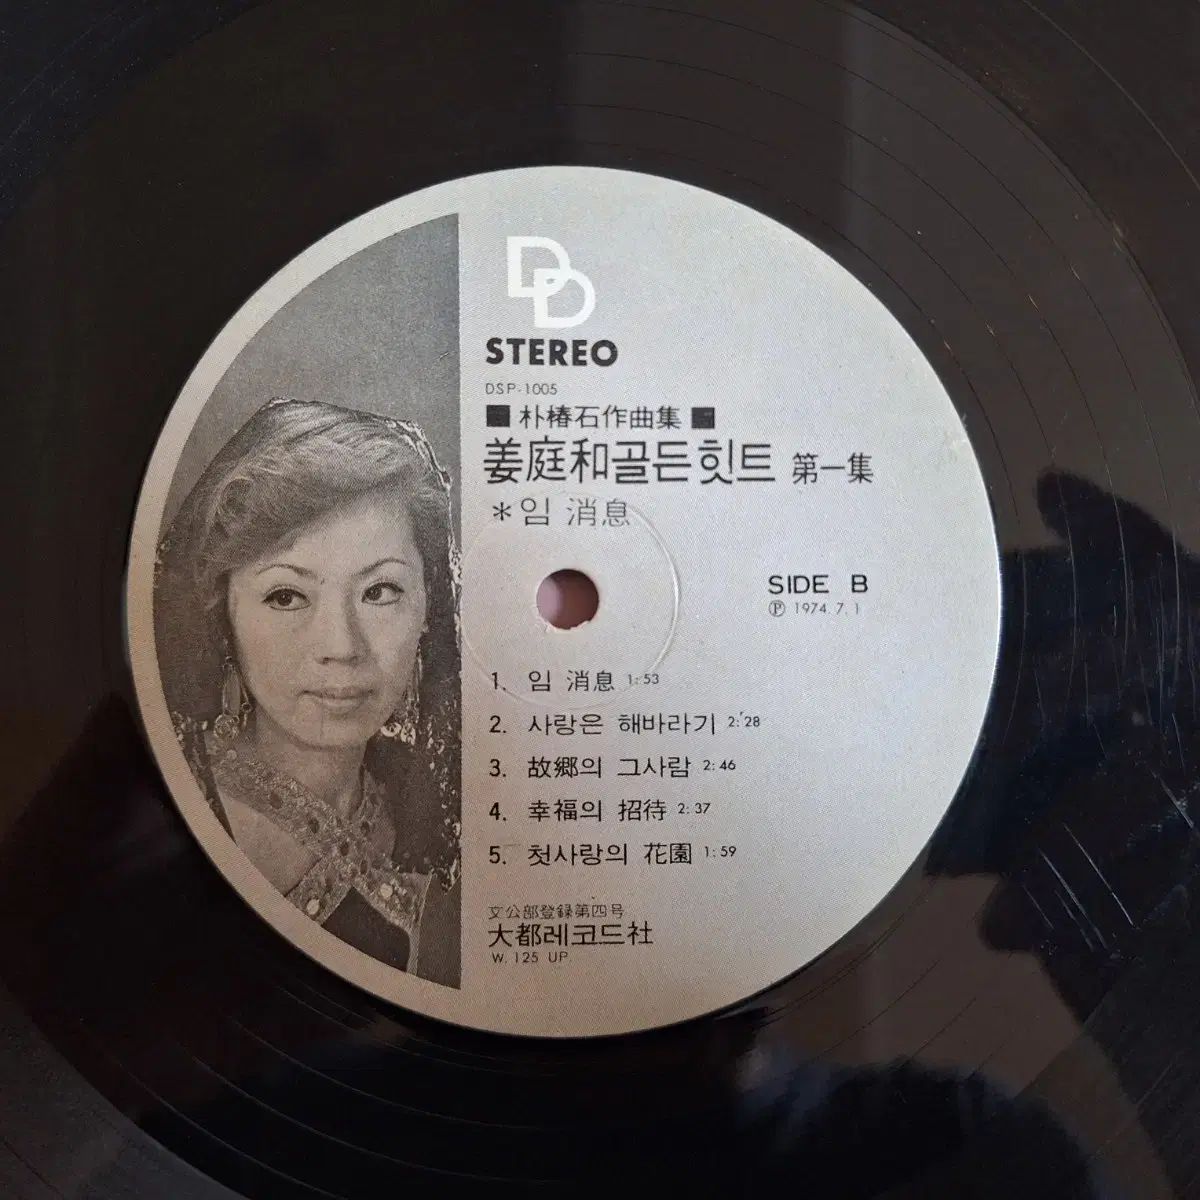 DD
STEREO
DSP-1005
■ 朴椿石作曲集 ■
姜庭和골든힛트 第一集
*임 消息
SIDE B
Ⓟ 1974.7.1
1. 임 消息 1:53
2. 사랑은 해바라기 2:28
3. 故郷의 그사람 2:46
4. 幸福의 招待 2:37
5. 첫사랑의 花園 1:59
文公部登録第四号
大都레코드社
W. 125 UP.